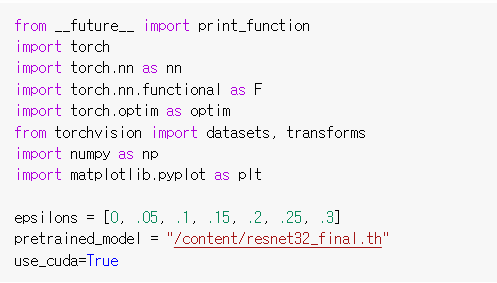 from __future__ import print_function
import torch
import torch.nn as nn
import torch.nn.functional as F
import torch.optim as optim
from torchvision import datasets, transforms
import numpy as np
import matplotlib.pyplot as plt
epsilons = [0, .05, .1, .15, .2, .25, .3]
pretrained_model = "/content/resnet32_final.th"
use_cuda=True